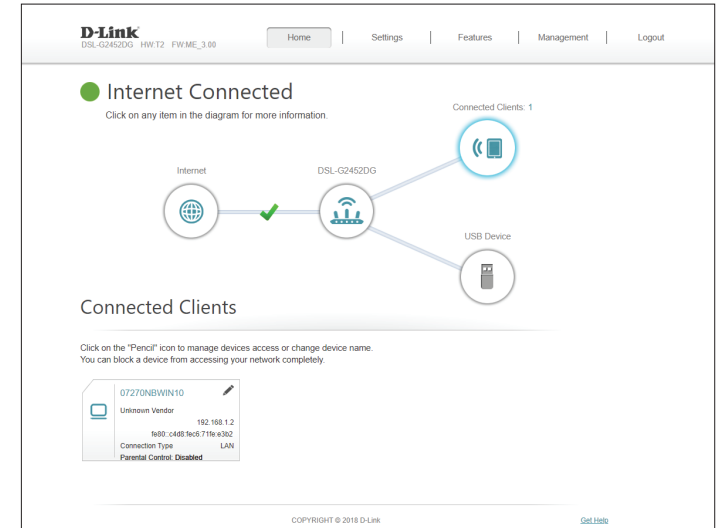 D-Link
DSL-G2452DG HW:T2 FW:ME_3.00
Home
Settings
Features
Management
Logout
Internet Connected
Click on any item in the diagram for more information.
Connected Clients: 1
Internet
DSL-G2452DG
USB Device
Connected Clients
Click on the "Pencil" icon to manage devices access or change device name.
You can block a device from accessing your network completely.
07270NBWIN10
Unknown Vendor
192.168.1.2
fe80::c4d8:fec6:71fe:e3b2
Connection Type LAN
Parental Control: Disabled
COPYRIGHT © 2018 D-Link
Get Help